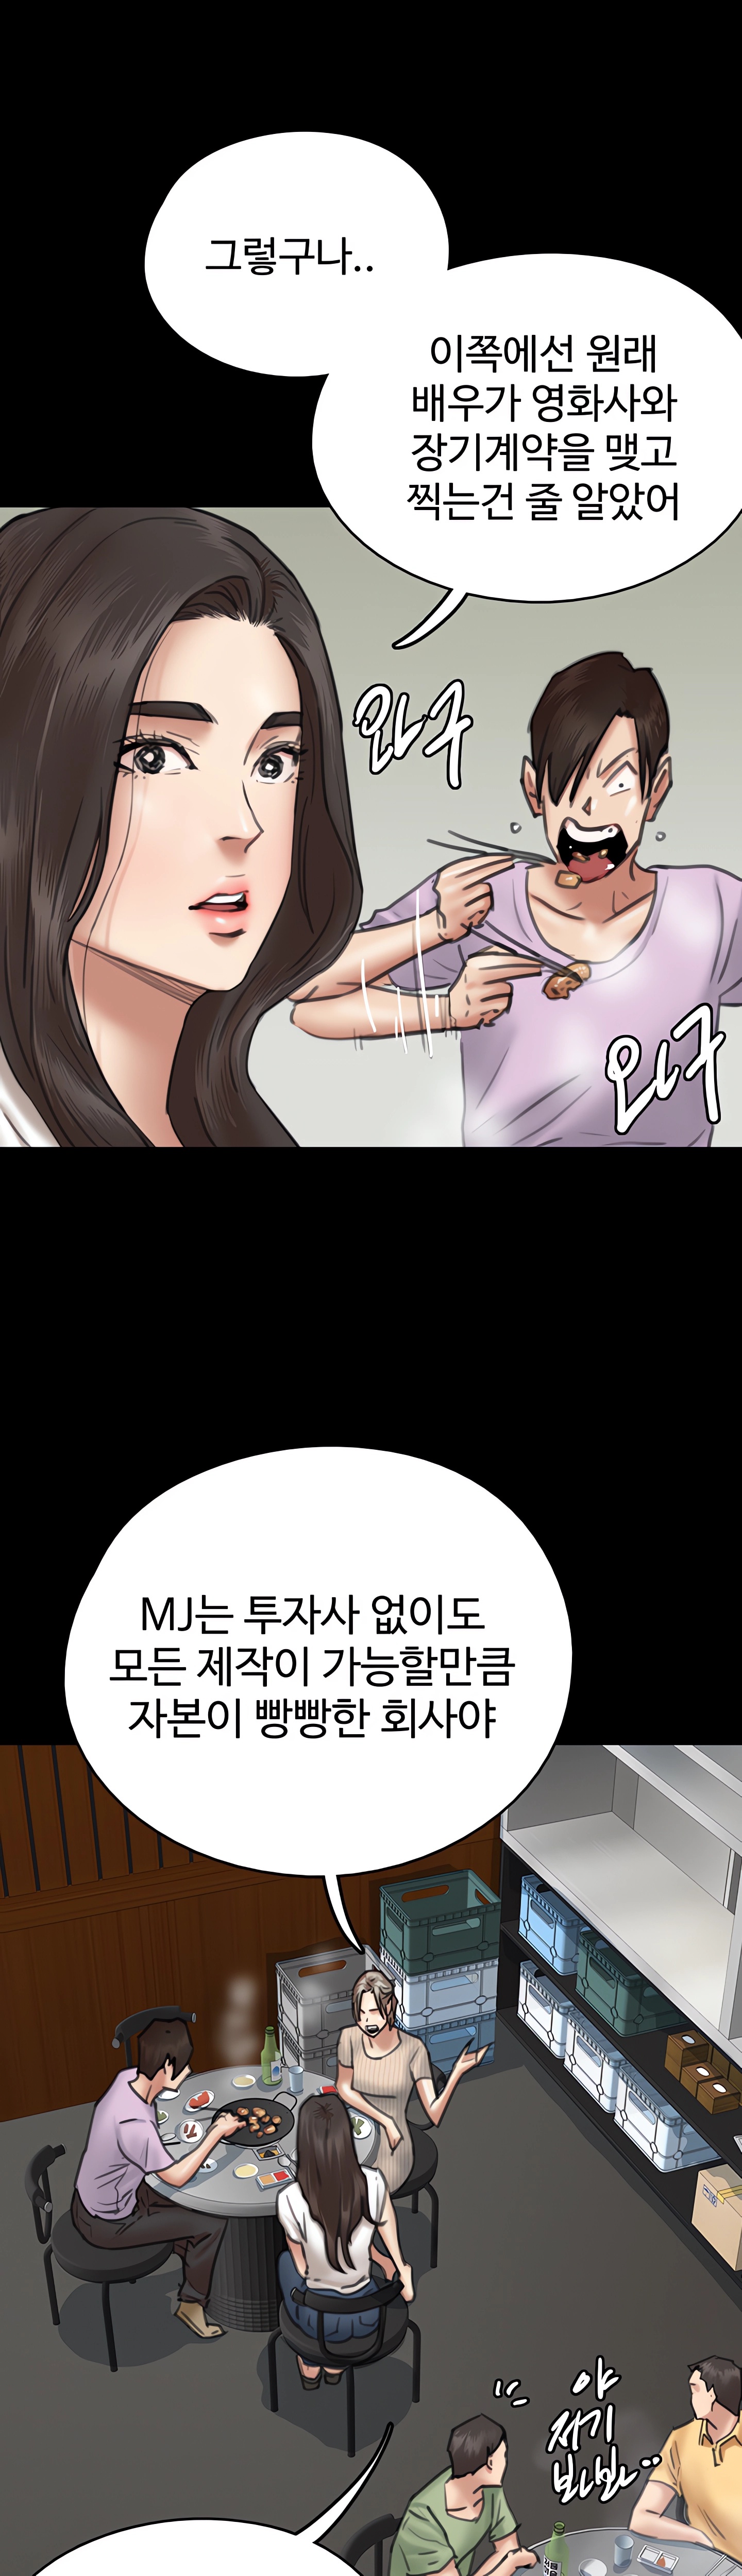 그렇구나..
이쪽에선 원래
배우가 영화사와
장기계약을 맺고
찍는건 줄 알았어
와구
와구
MJ는 투자사 없이도
모든 제작이 가능할만큼
자본이 빵빵한 회사야
야
저기
봐봐..